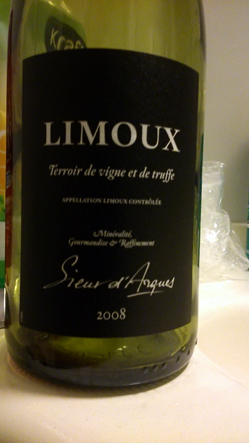 LIMOUX
Terroir de vigne et de truffe
APPELLATION LIMOUX CONTRÔLÉE
Minéralité,
Gourmandise & Raffinement
Sieur d'Arques
2008